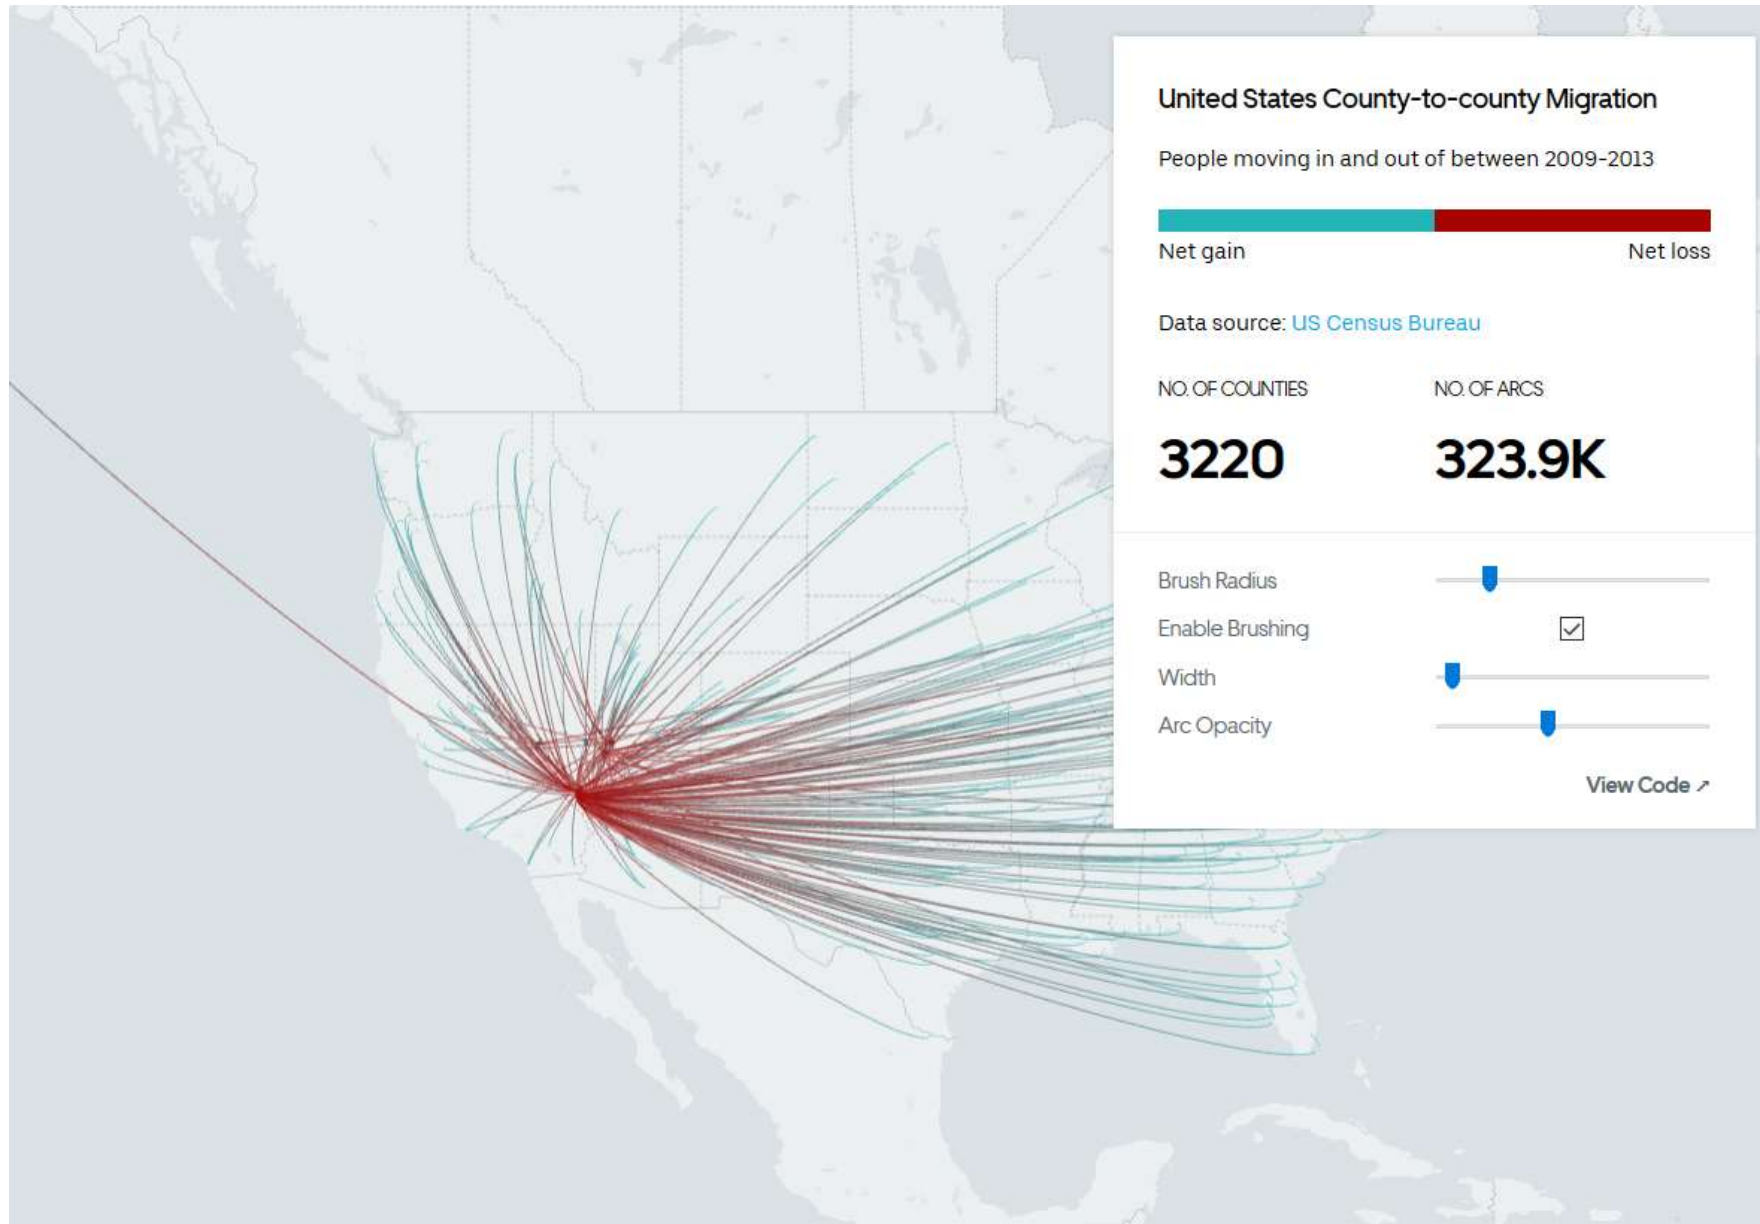 United States County-to-county Migration
People moving in and out of between 2009-2013
Net gain Net loss
Data source: US Census Bureau
NO. OF COUNTIES NO. OF ARCS
3220 323.9K
Brush Radius
Enable Brushing
Width
Arc Opacity
View Code ↗